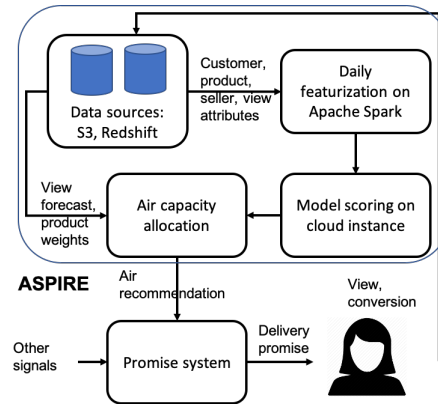 Data sources:
S3, Redshift
Customer,
product,
seller, view
attributes
Daily
featurization on
Apache Spark
View
forecast,
product
weights
Air capacity
allocation
Model scoring on
cloud instance
ASPIRE
Air
recommendation
View,
conversion
Other
signals
Promise system
Delivery
promise